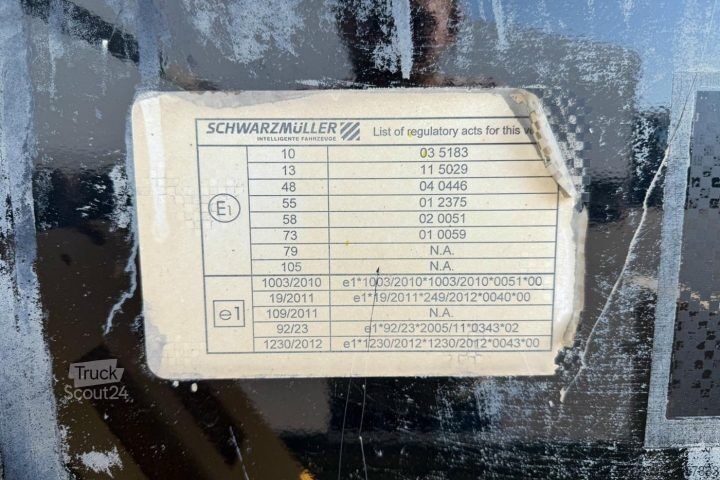 SCHWARZMÜLLER
INTELLIGENTE FAHRZEUGE
List of regulatory acts for this
E1
10 03 5183
13 11 5029
48 04 0446
55 01 2375
58 02 0051
73 01 0059
79 N.A.
105 N.A.
e1
1003/2010 e1*1003/2010*1003/2010*0051*00
19/2011 e1*19/2011*249/2012*0040*00
109/2011 N.A.
92/23 e1*92/23*2005/11*0343*02
1230/2012 e1*1230/2012*1230/2012*0043*00
Truck
Scout24